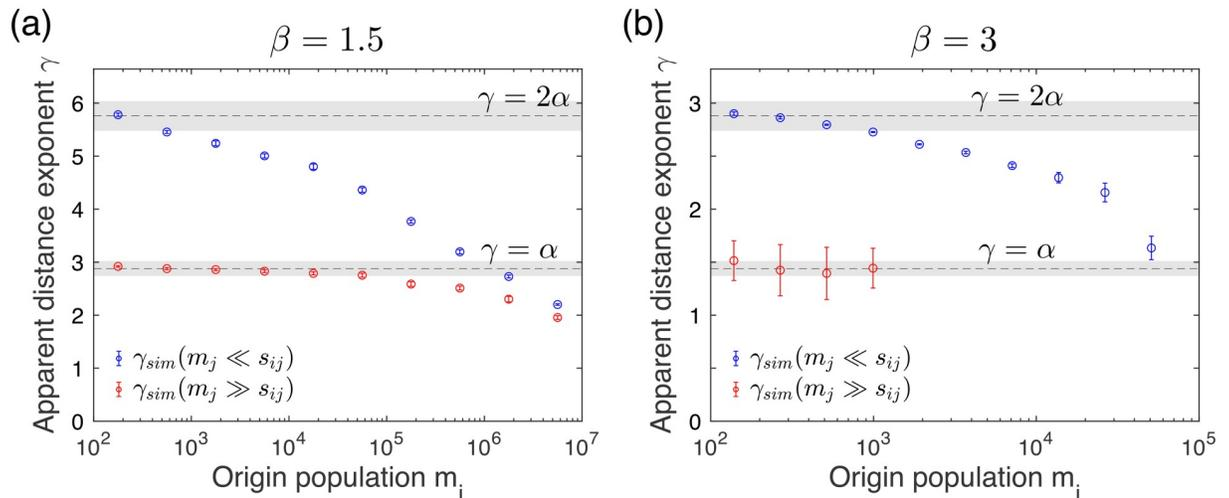 (a)
β = 1.5
Apparent distance exponent γ
6
5
4
3
2
1
0
γ = 2α
γ = α
γsim(mj ≪ sij)
γsim(mj ≫ sij)
10^2 10^3 10^4 10^5 10^6 10^7
Origin population mi
(b)
β = 3
Apparent distance exponent γ
3
2
1
0
γ = 2α
γ = α
γsim(mj ≪ sij)
γsim(mj ≫ sij)
10^2 10^3 10^4 10^5
Origin population mi